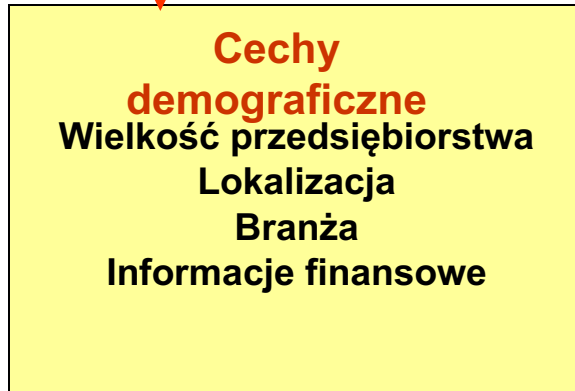 Cechy
demograficzne
Wielkość przedsiębiorstwa
Lokalizacja
Branża
Informacje finansowe